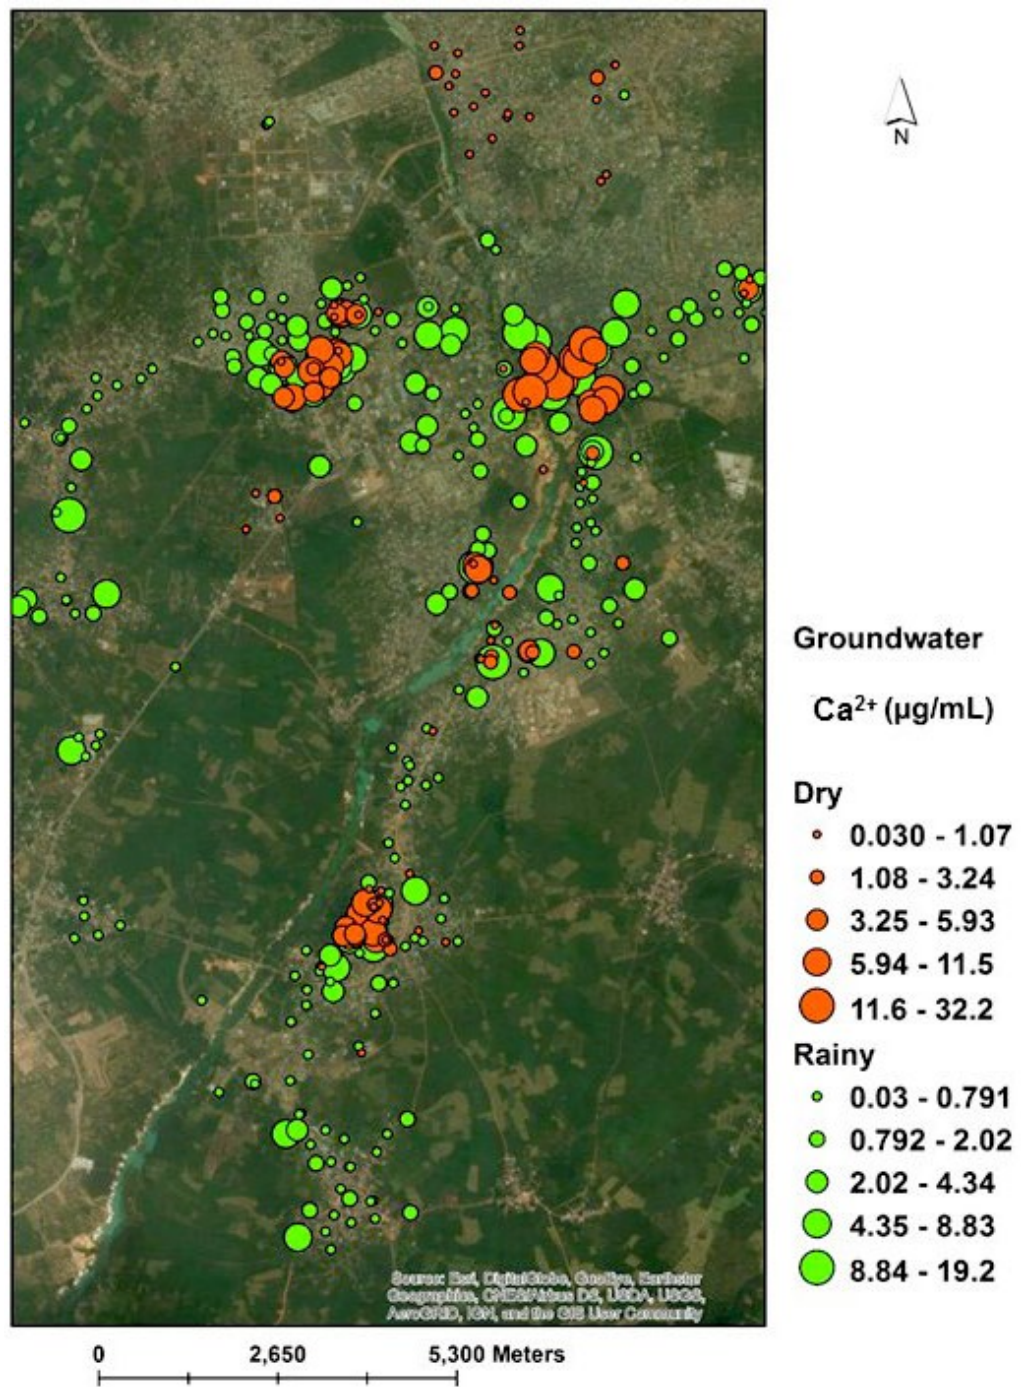 N
Groundwater
Ca²⁺ (µg/mL)
Dry
0.030 - 1.07
1.08 - 3.24
3.25 - 5.93
5.94 - 11.5
11.6 - 32.2
Rainy
0.03 - 0.791
0.792 - 2.02
2.02 - 4.34
4.35 - 8.83
8.84 - 19.2
Source: Esri, DigitalGlobe, GeoEye, Earthstar
Geographics, CNES/Airbus DS, USDA, USGS,
AeroGRID, IGN, and the GIS User Community
0 2,650 5,300 Meters